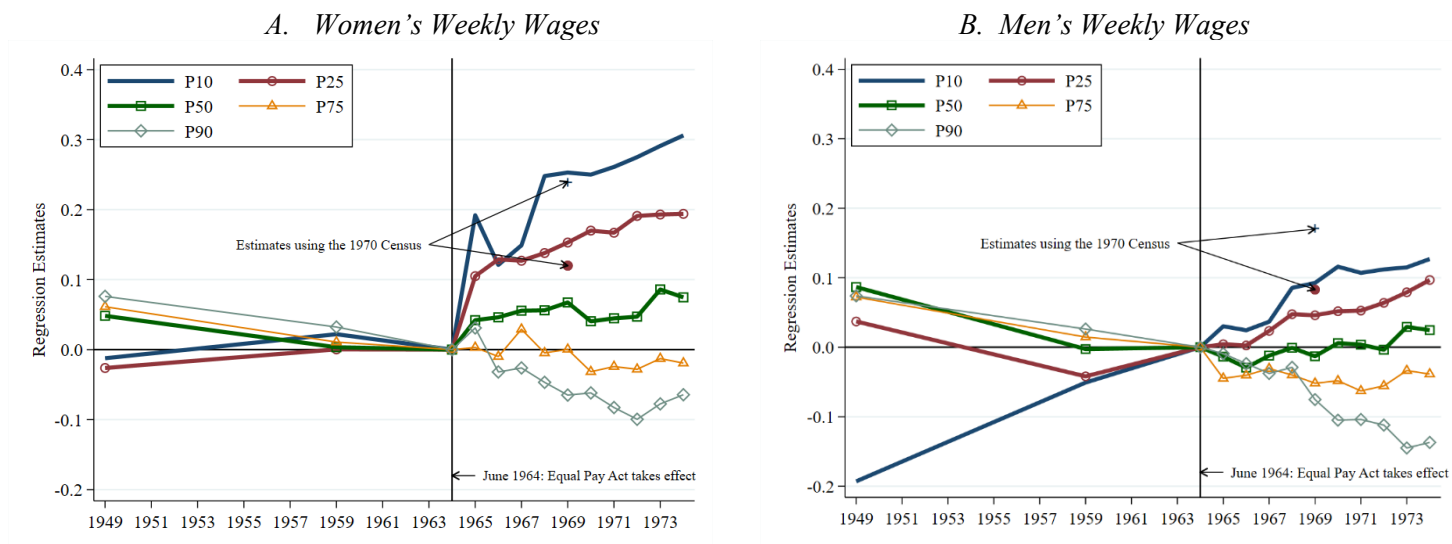 A. Women's Weekly Wages
0.4
0.3
0.2
0.1
0.0
-0.1
-0.2
Regression Estimates
P10
P25
P50
P75
P90
Estimates using the 1970 Census
June 1964: Equal Pay Act takes effect
1949 1951 1953 1955 1957 1959 1961 1963 1965 1967 1969 1971 1973
B. Men's Weekly Wages
0.4
0.3
0.2
0.1
0.0
-0.1
-0.2
Regression Estimates
P10
P25
P50
P75
P90
Estimates using the 1970 Census
June 1964: Equal Pay Act takes effect
1949 1951 1953 1955 1957 1959 1961 1963 1965 1967 1969 1971 1973